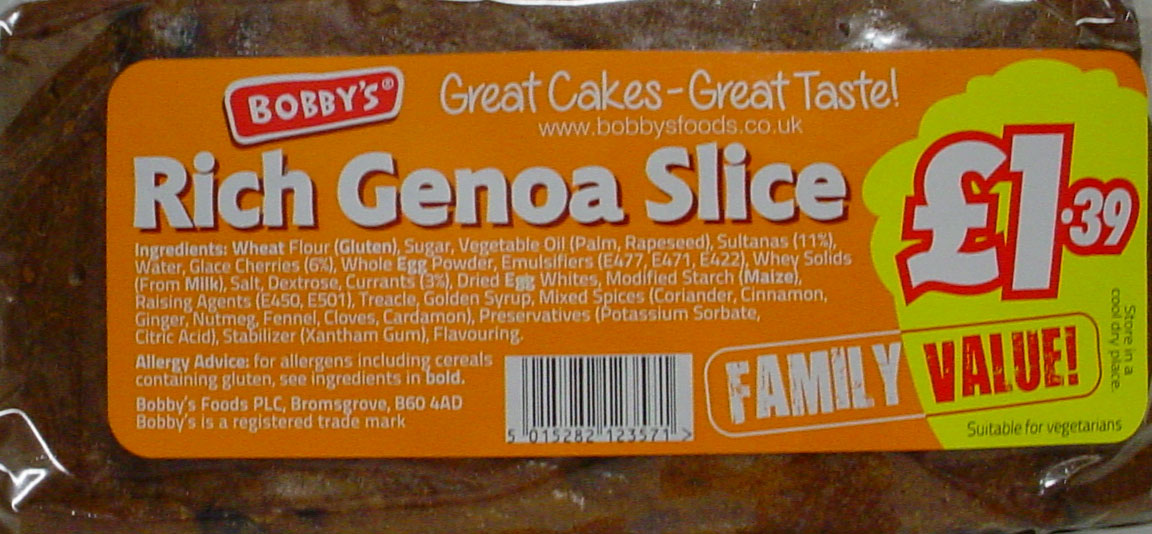 BOBBY'S®
Great Cakes - Great Taste!
www.bobbysfoods.co.uk
Rich Genoa Slice
£1.39
Ingredients: Wheat Flour (Gluten), Sugar, Vegetable Oil (Palm, Rapeseed), Sultanas (11%),
Water, Glace Cherries (6%), Whole Egg Powder, Emulsifiers (E477, E471, E422), Whey Solids
(From Milk), Salt, Dextrose, Currants (3%), Dried Egg Whites, Modified Starch (Maize),
Raising Agents (E450, E501), Treacle, Golden Syrup, Mixed Spices (Coriander, Cinnamon,
Ginger, Nutmeg, Fennel, Cloves, Cardamon), Preservatives (Potassium Sorbate,
Citric Acid), Stabilizer (Xantham Gum), Flavouring.
Allergy Advice: for allergens including cereals
containing gluten, see ingredients in bold.
Bobby's Foods PLC, Bromsgrove, B60 4AD
Bobby's is a registered trade mark
5 015282 123571 >
FAMILY VALUE!
Store in a
cool dry place.
Suitable for vegetarians